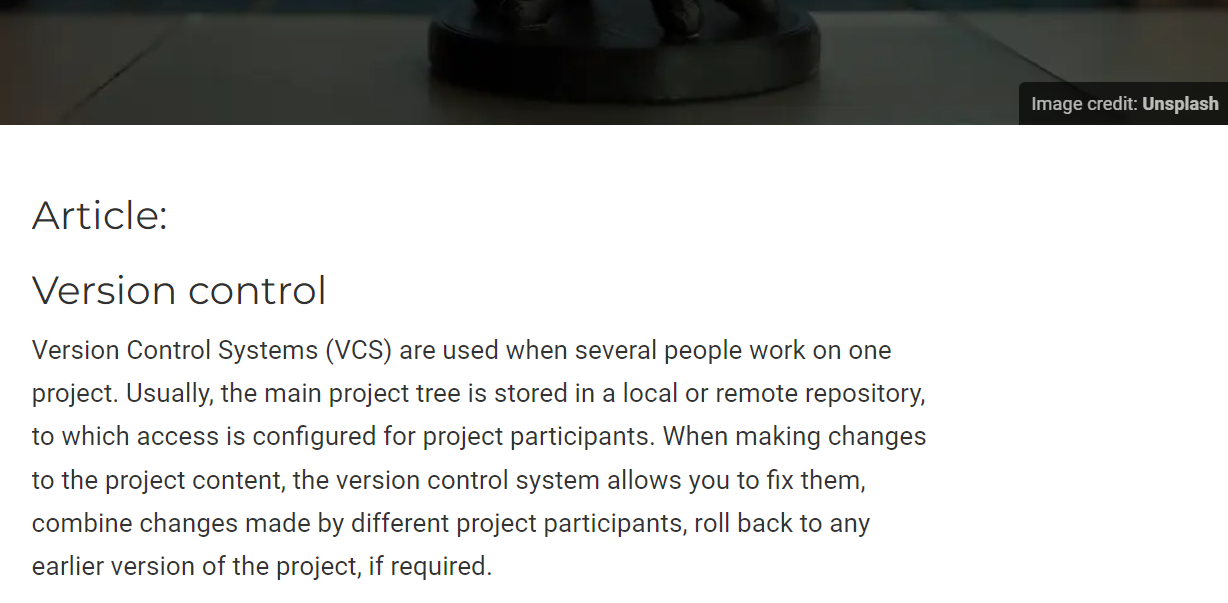 Image credit: Unsplash
Article:
Version control
Version Control Systems (VCS) are used when several people work on one
project. Usually, the main project tree is stored in a local or remote repository,
to which access is configured for project participants. When making changes
to the project content, the version control system allows you to fix them,
combine changes made by different project participants, roll back to any
earlier version of the project, if required.